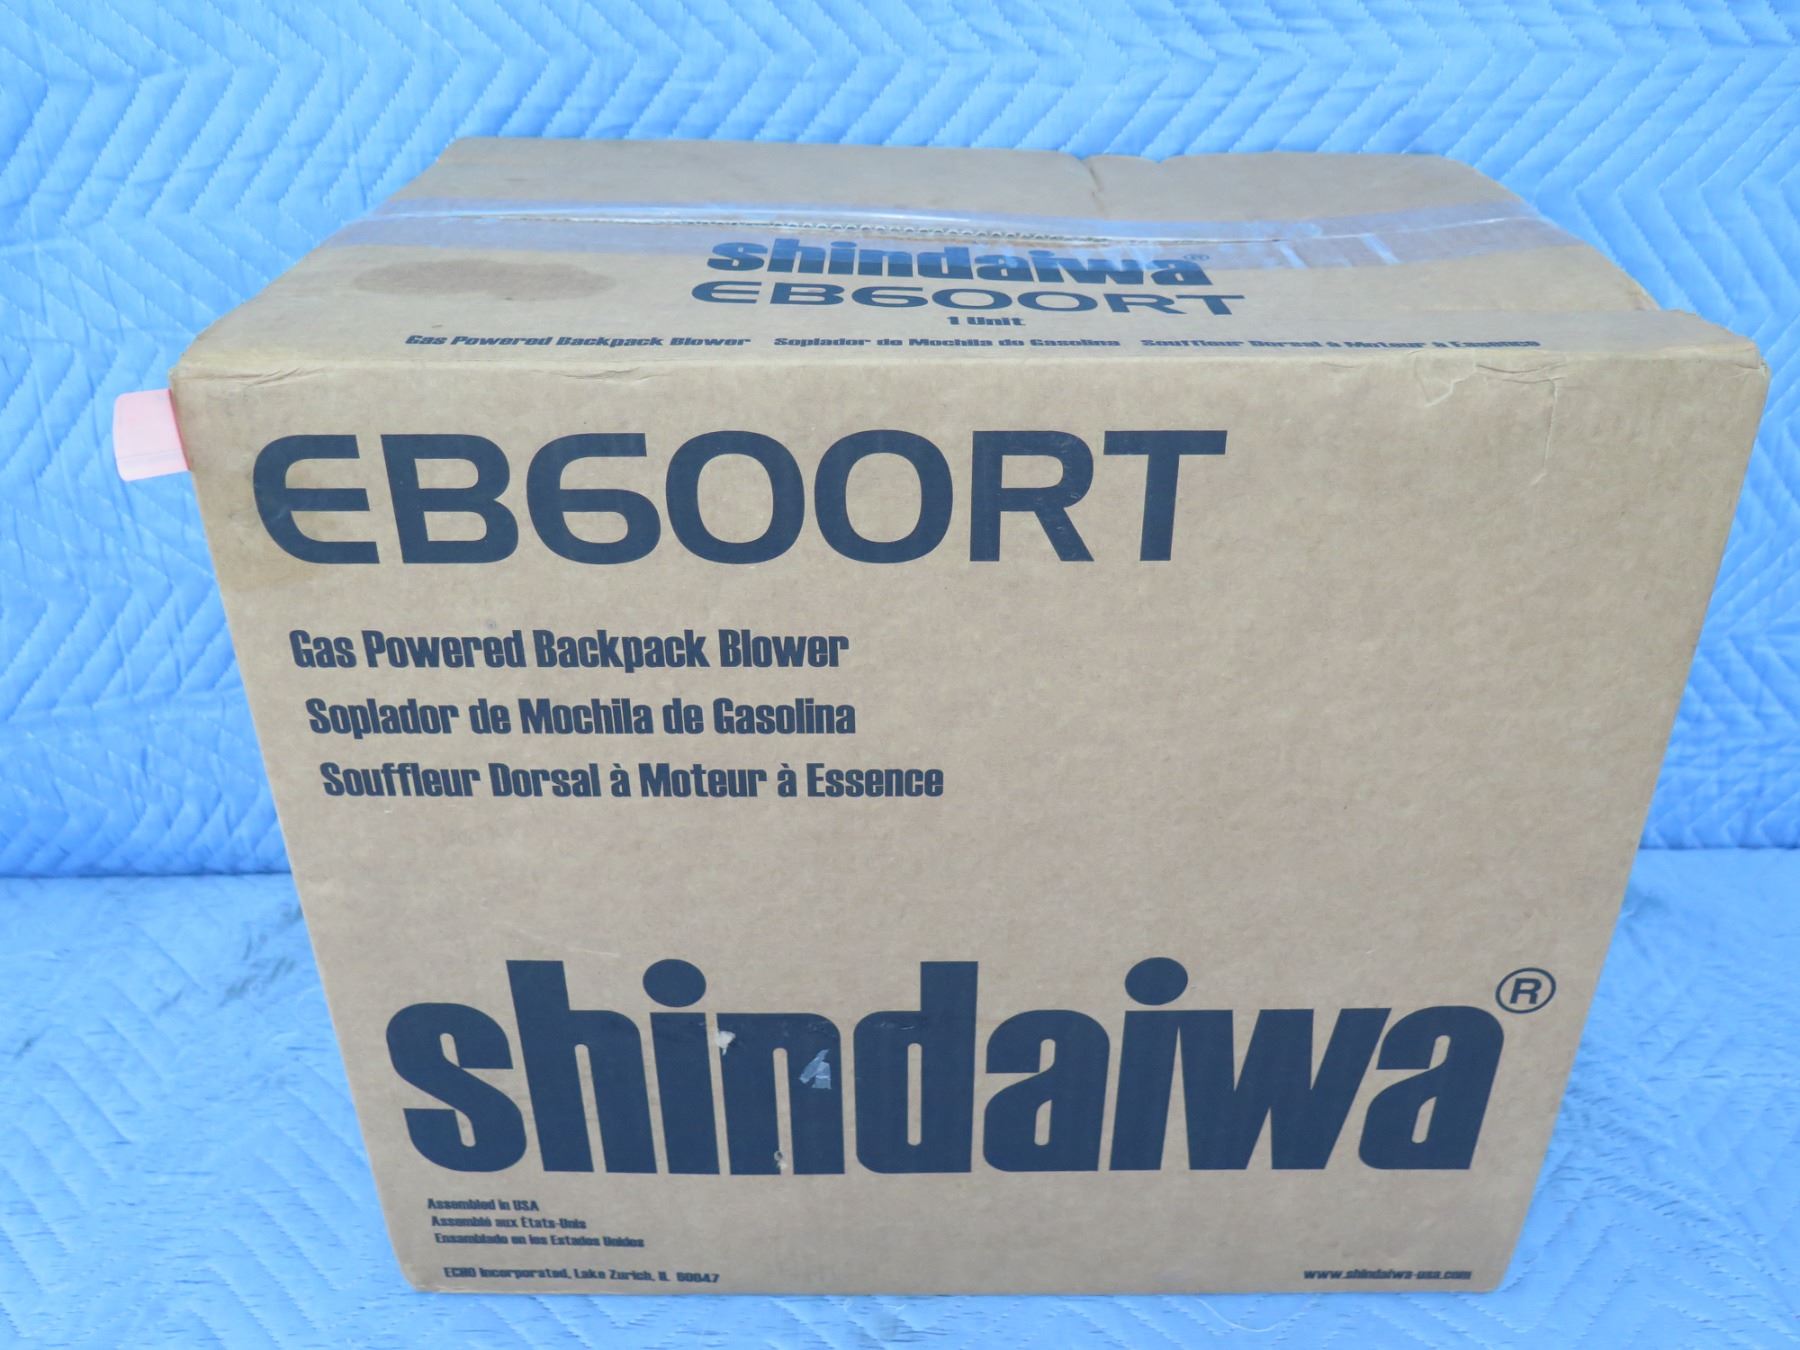 shindaiwa®
EB600RT
1 Unit
Gas Powered Backpack Blower Soplador de Mochila de Gasolina Souffleur Dorsal à Moteur à Essence
EB600RT
Gas Powered Backpack Blower
Soplador de Mochila de Gasolina
Souffleur Dorsal à Moteur à Essence
shindaiwa®
Assembled in USA
Assemblé aux États-Unis
Ensamblado en los Estados Unidos
ECHO Incorporated, Lake Zurich, IL 60047
www.shindaiwa-usa.com